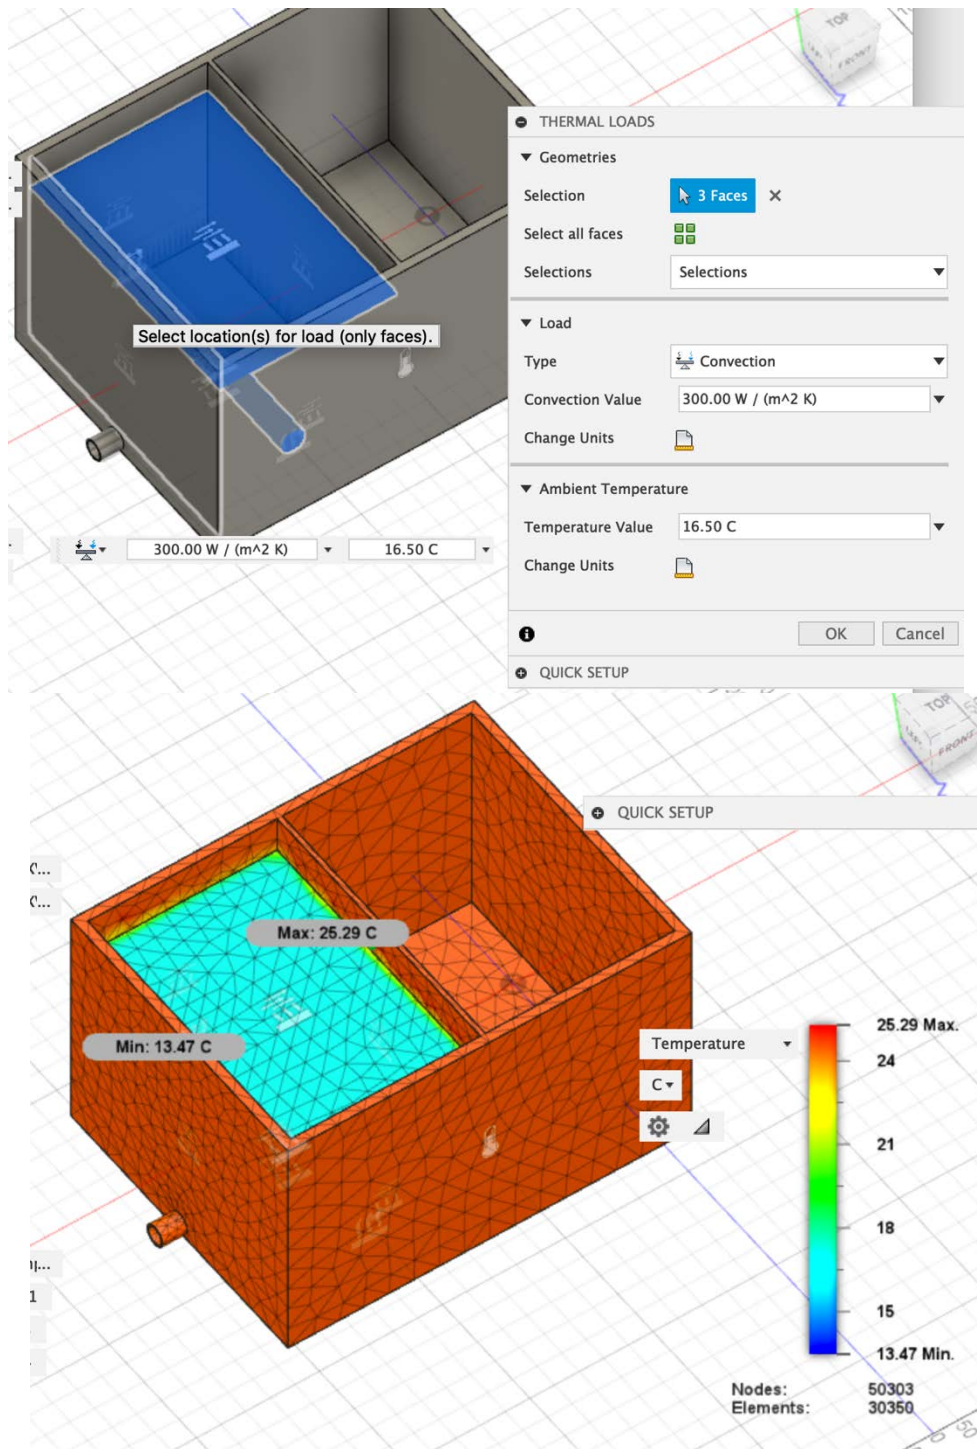 TOP
FRONT
THERMAL LOADS
Geometries
Selection 3 Faces
Select all faces
Selections Selections
Select location(s) for load (only faces).
Load
Type Convection
Convection Value 300.00 W / (m^2 K)
Change Units
Ambient Temperature
Temperature Value 16.50 C
300.00 W / (m^2 K) 16.50 C
Change Units
OK Cancel
QUICK SETUP
TOP
FRONT
QUICK SETUP
Max: 25.29 C
Min: 13.47 C
Temperature
C
25.29 Max.
24
21
18
15
13.47 Min.
1
Nodes: 50303
Elements: 30350